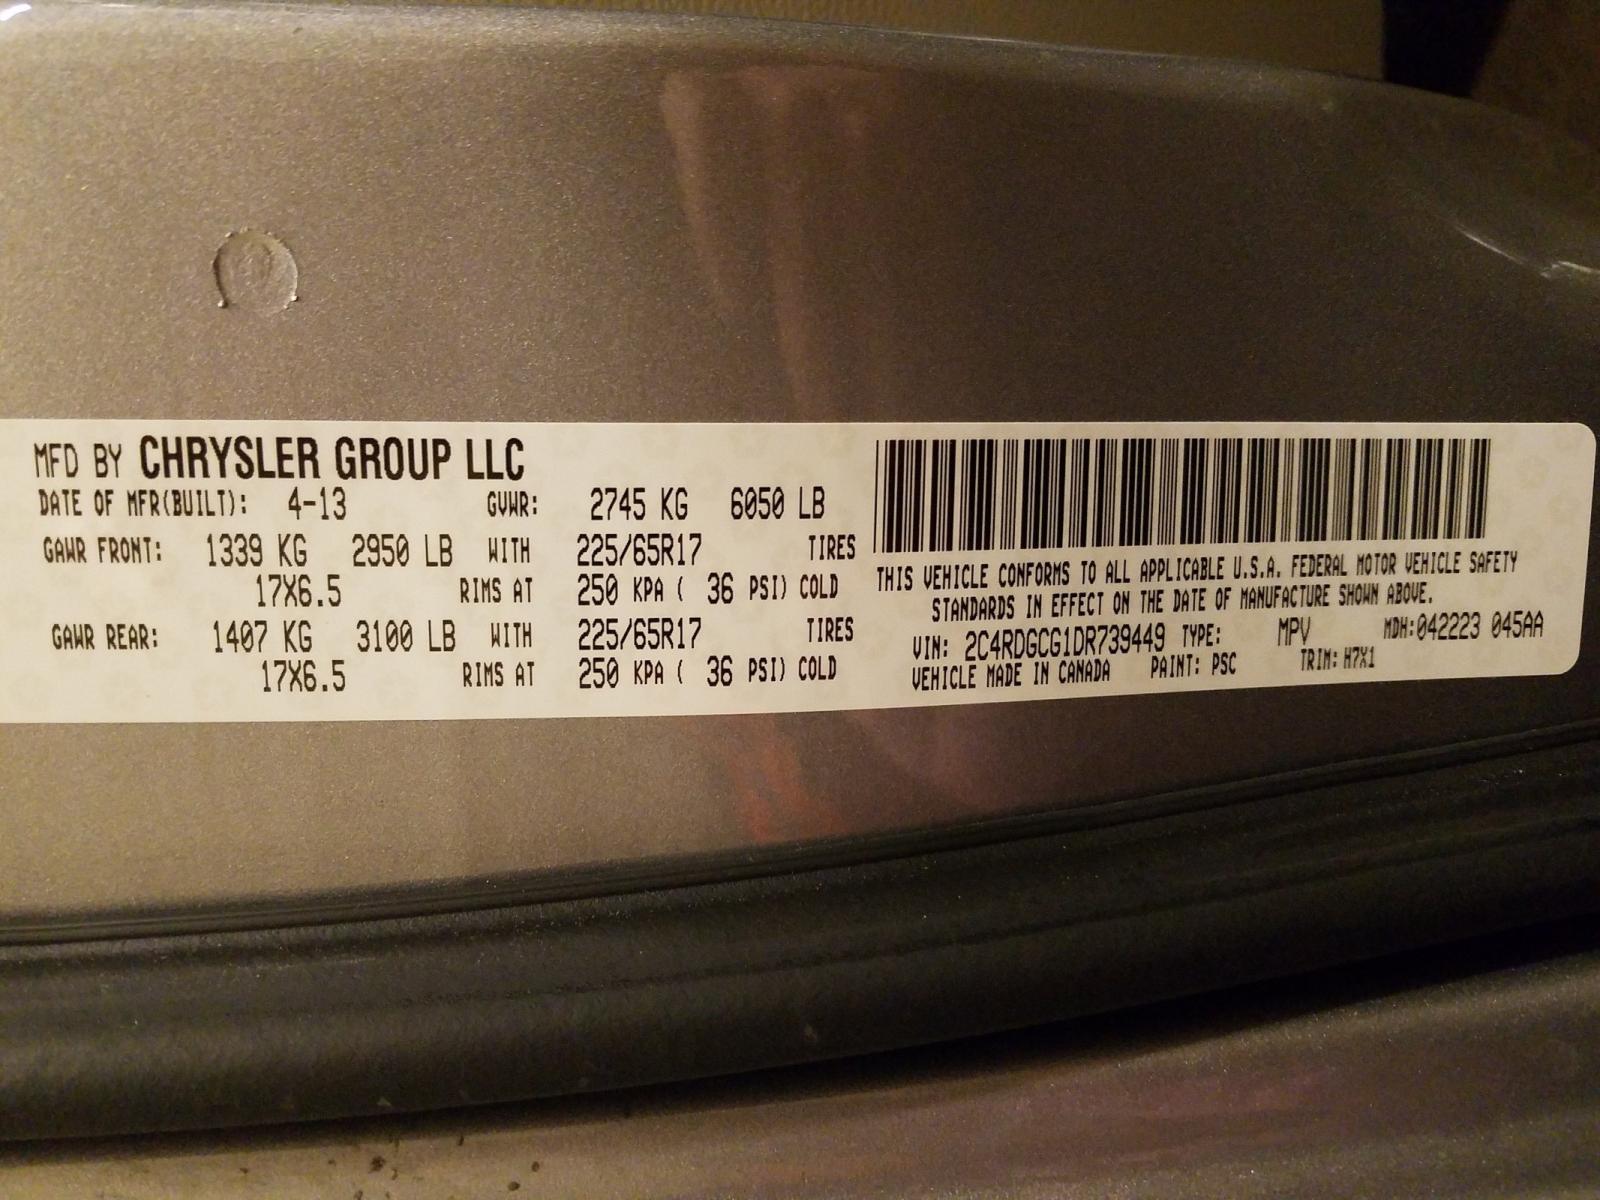 MFD BY CHRYSLER GROUP LLC
DATE OF MFR(BUILT): 4-13 GVWR: 2745 KG 6050 LB
GAWR FRONT: 1339 KG 2950 LB WITH 225/65R17 TIRES
17X6.5 RIMS AT 250 KPA ( 36 PSI) COLD
GAWR REAR: 1407 KG 3100 LB WITH 225/65R17 TIRES
17X6.5 RIMS AT 250 KPA ( 36 PSI) COLD
THIS VEHICLE CONFORMS TO ALL APPLICABLE U.S.A. FEDERAL MOTOR VEHICLE SAFETY
STANDARDS IN EFFECT ON THE DATE OF MANUFACTURE SHOWN ABOVE.
VIN: 2C4RDGCG1DR739449 TYPE: MPV MDH:042223 045AA
VEHICLE MADE IN CANADA PAINT: PSC TRIM: H7X1